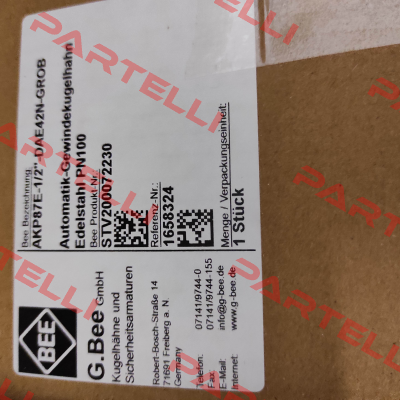 Bee Bezeichnung:
AKP87E-1/2"-DAE42N-GROB
Automatik-Gewindekugelhahn
Edelstahl PN100
Bee Produkt-Nr.:
STV200072230
Referenz-Nr.:
1658324
Menge / Verpackungseinheit:
1 Stück
BEE
G.Bee GmbH
Kugelhähne und
Sicherheitsarmaturen
Robert-Bosch-Straße 14
71691 Freiberg a. N.
Germany
Telefon: 07141/9744-0
Fax: 07141/9744-155
E-Mail: info@g-bee.de
Internet: www.g-bee.de
PARTELLI
PARTELLI
PARTELLI